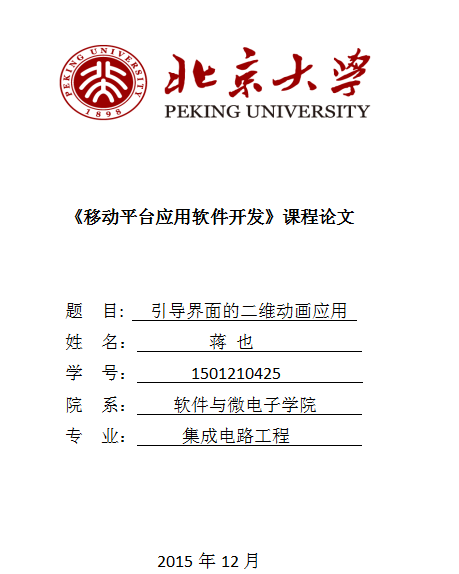 PEKING UNIVERSITY
1898
北京大学
PEKING UNIVERSITY
《移动平台应用软件开发》课程论文
题 目: 引导界面的二维动画应用
姓 名： 蒋 也
学 号： 1501210425
院 系： 软件与微电子学院
专 业： 集成电路工程
2015 年 12 月